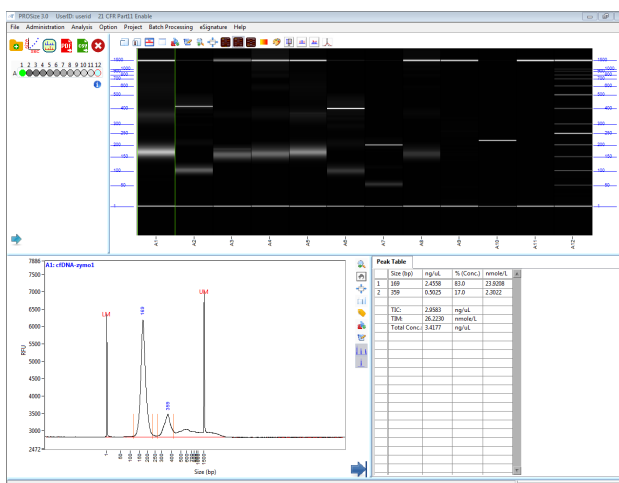 PROSize 3.0 UserID: userid 21 CFR Part11 Enable
File Administration Analysis Option Project Batch Processing eSignature Help
PDF CSV
1 2 3 4 5 6 7 8 9 10 11 12
A
1
400
250
200
150
100
50
1
A1 A2 A3 A4 A5 A6 A7 A8 A9 A10 A11 A12
A1: cfDNA-zymo1
7886
7500
7000
6500
6000
5500
5000
4500
4000
3500
3000
2472
RFU
LM
169
359
UM
Size (bp)
Peak Table
Size (bp) ng/uL % (Conc.) nmole/L
1 169 2.4558 83.0 23.9208
2 359 0.5025 17.0 2.3022
TIC: 2.9583 ng/uL
TIM: 26.2230 nmole/L
Total Conc.: 3.4177 ng/uL